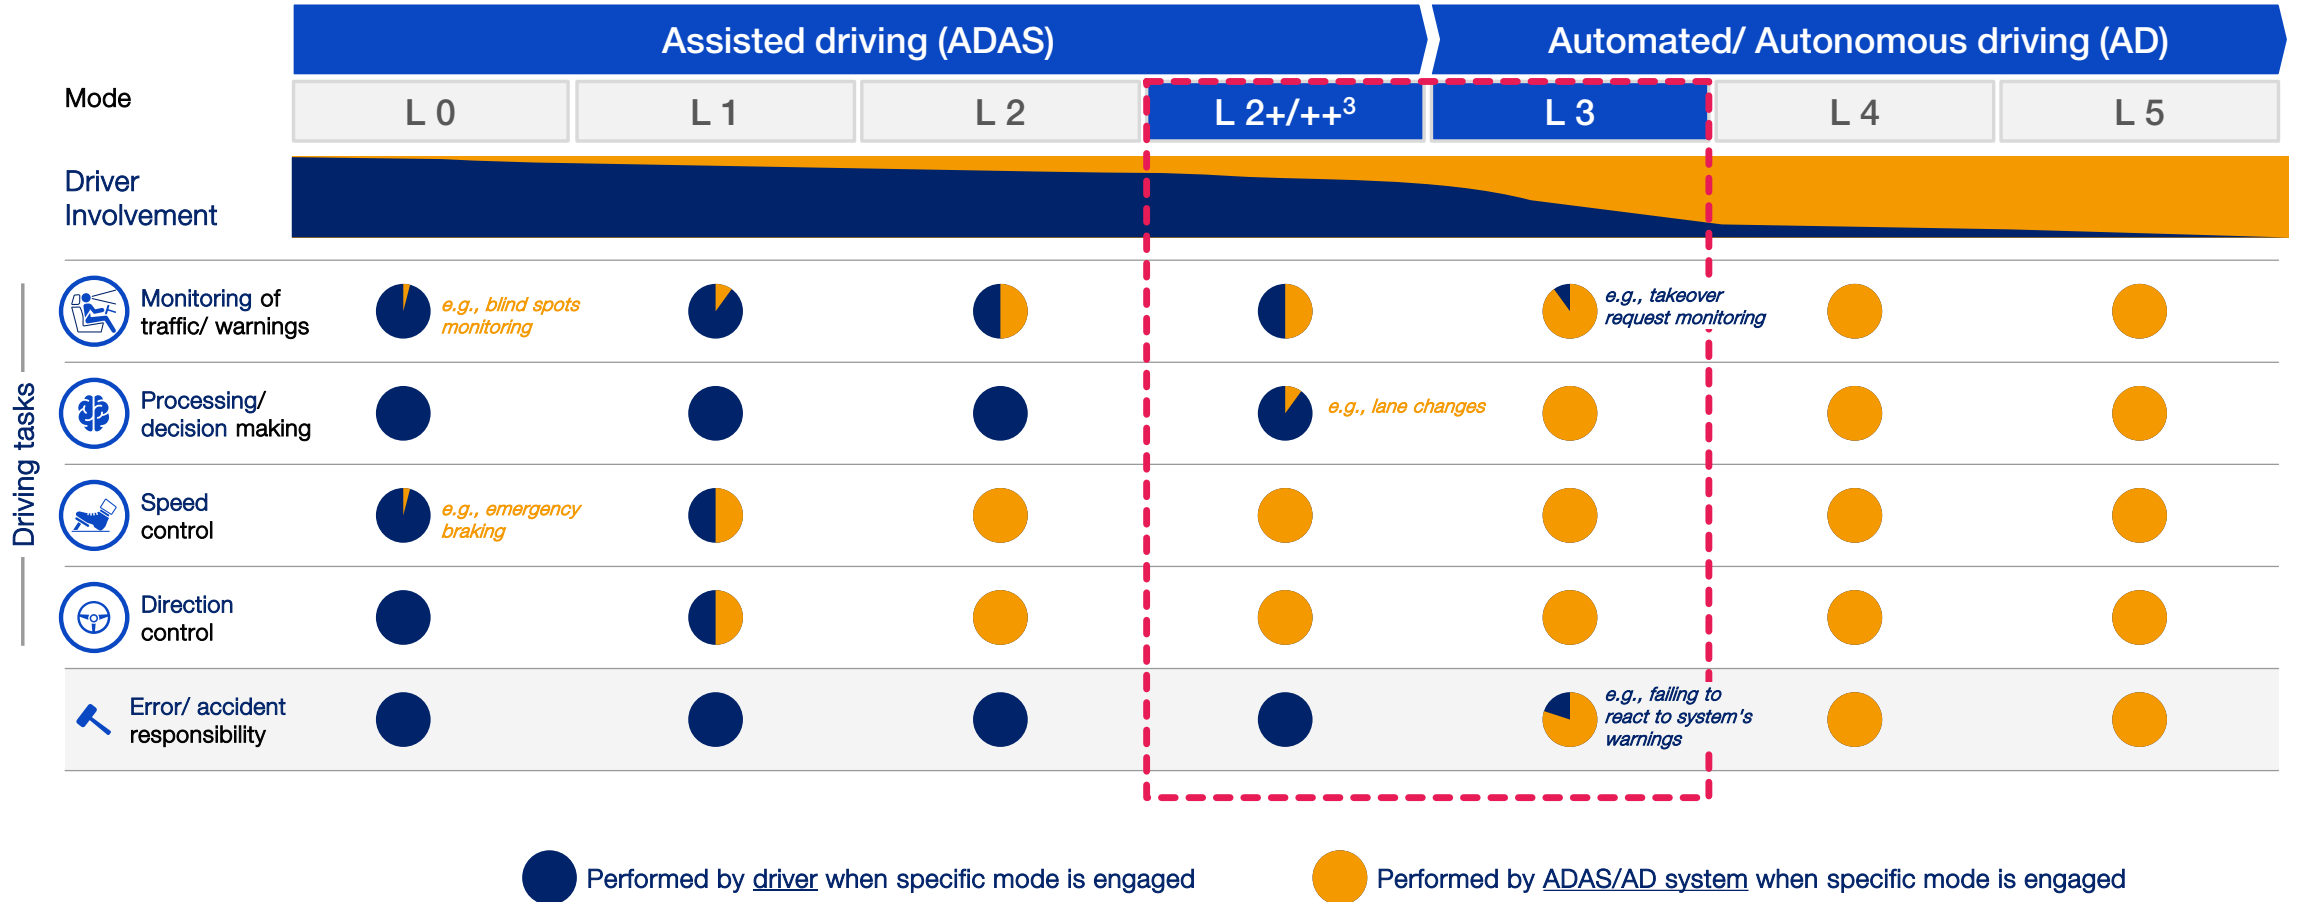 Assisted driving (ADAS)
Automated/ Autonomous driving (AD)
Mode
L 0
L 1
L 2
L 2+/++³
L 3
L 4
L 5
Driver
Involvement
Driving tasks
Monitoring of
traffic/ warnings
e.g., blind spots
monitoring
e.g., takeover
request monitoring
Processing/
decision making
e.g., lane changes
Speed
control
e.g., emergency
braking
Direction
control
Error/ accident
responsibility
e.g., failing to
react to system's
warnings
Performed by driver when specific mode is engaged
Performed by ADAS/AD system when specific mode is engaged